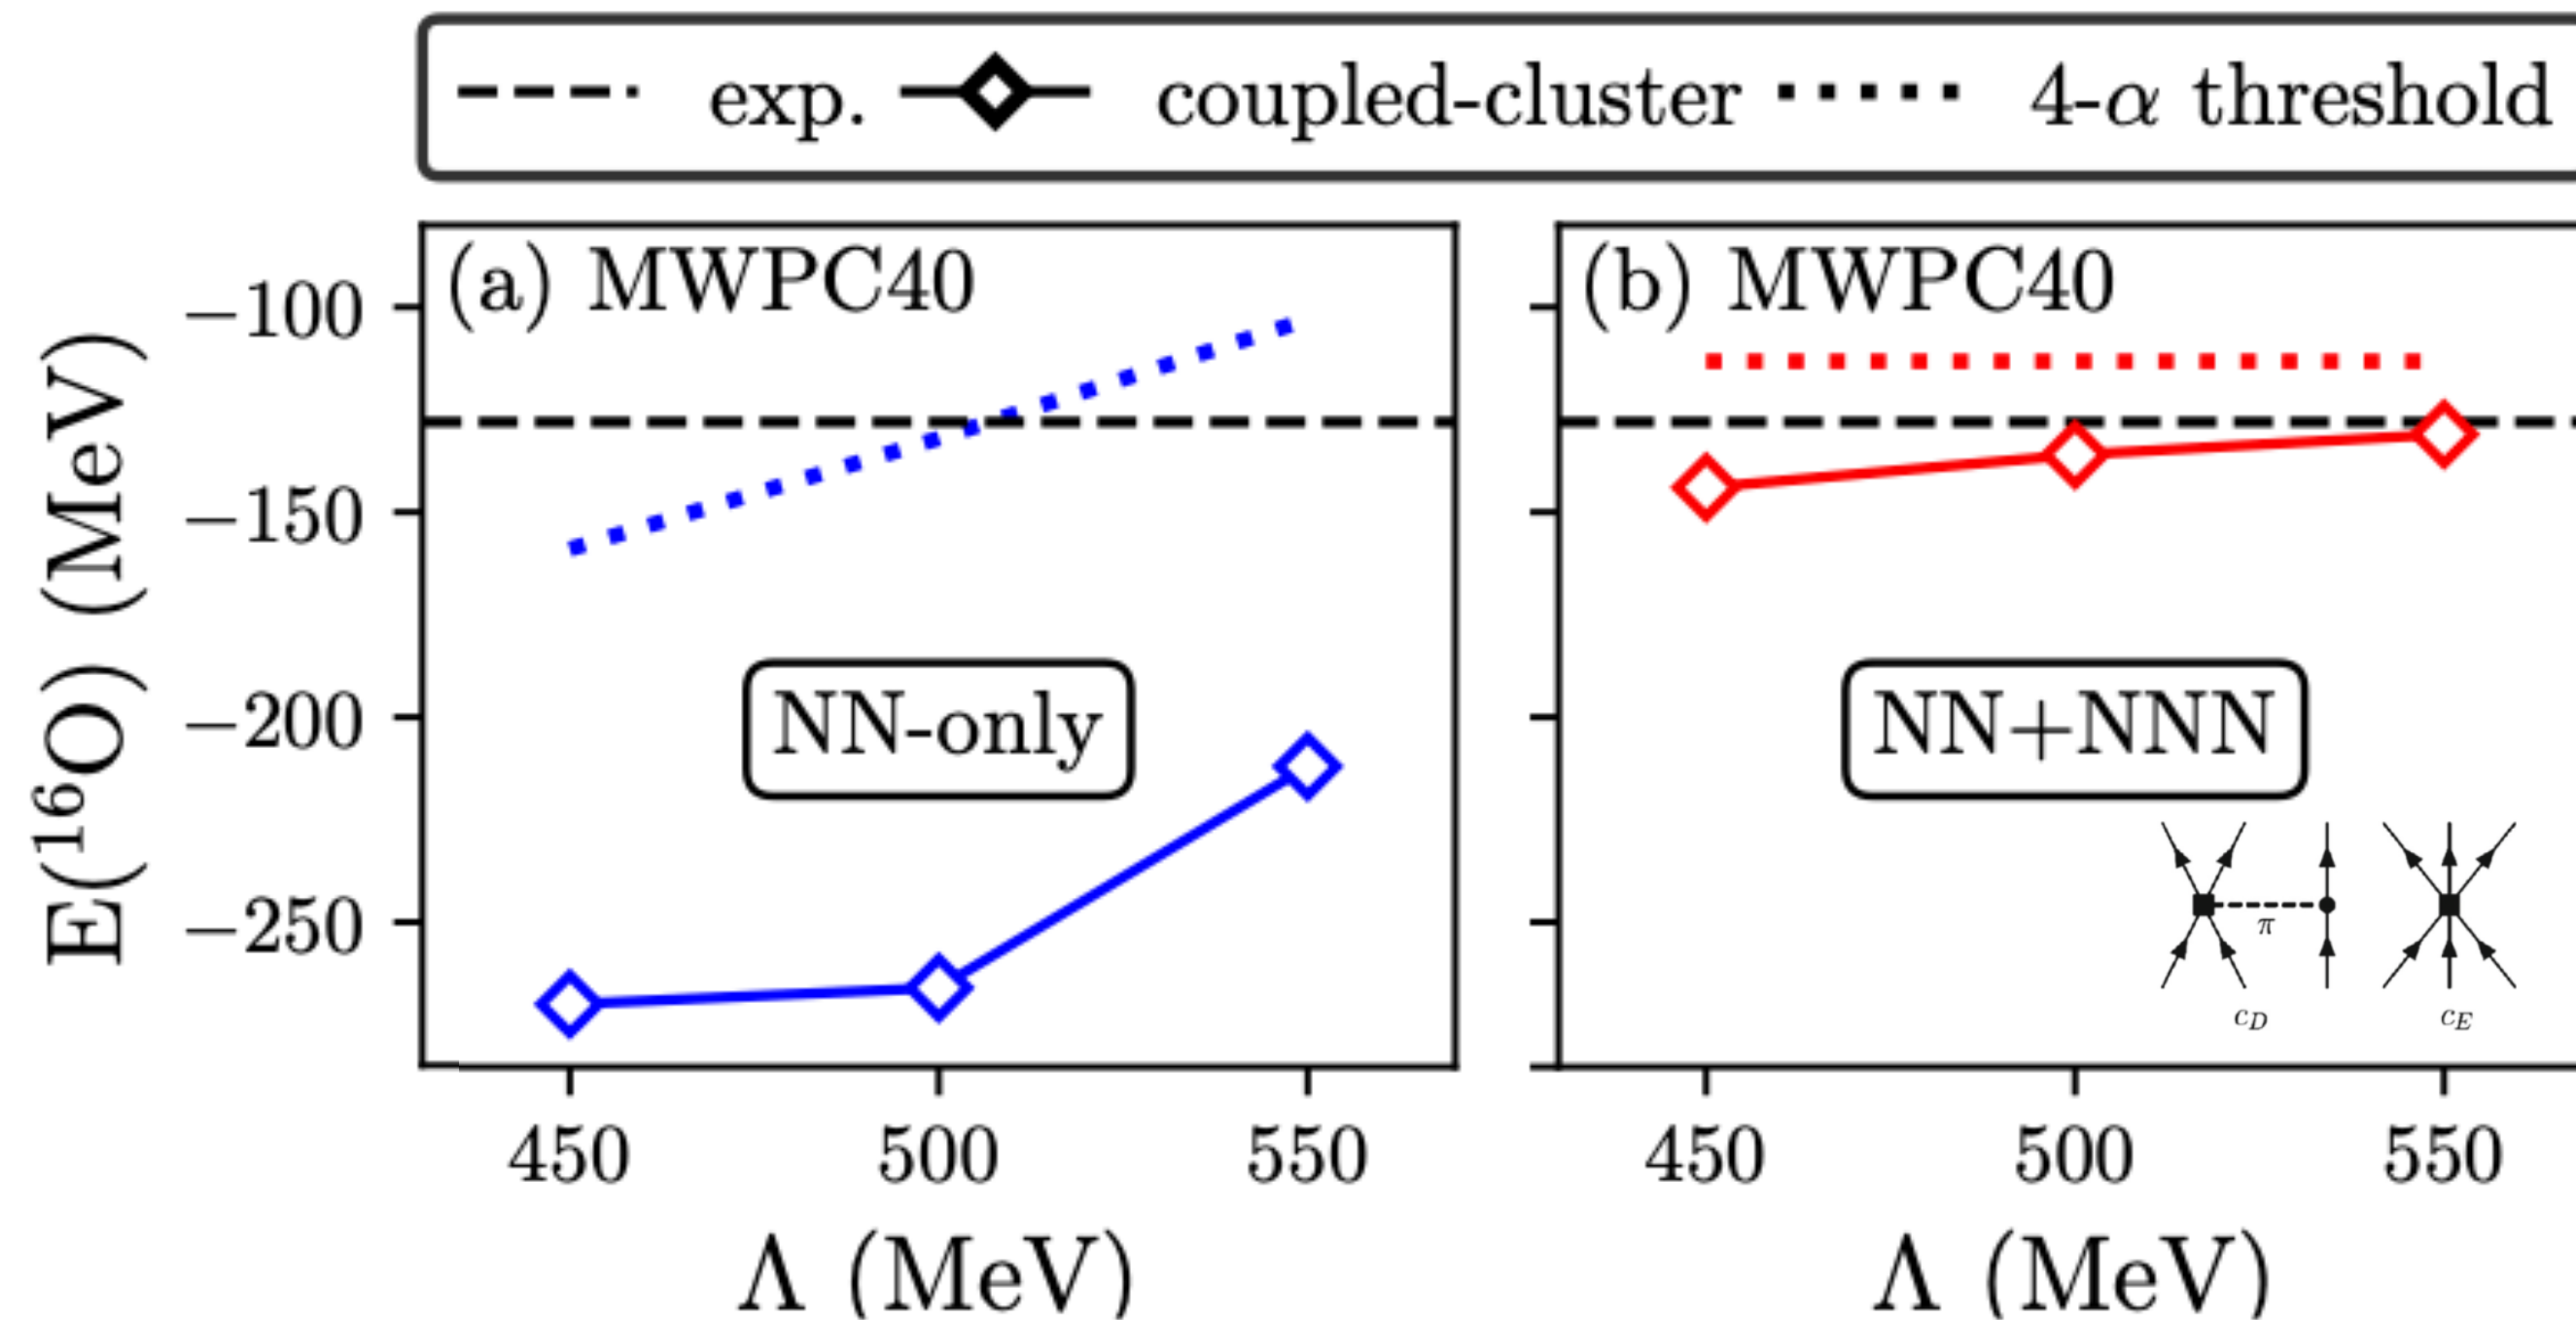 exp. coupled-cluster 4-α threshold
(a) MWPC40
(b) MWPC40
E(¹⁶O) (MeV)
−100
−150
−200
−250
NN-only
NN+NNN
π
c_D
c_E
450 500 550
450 500 550
Λ (MeV)
Λ (MeV)